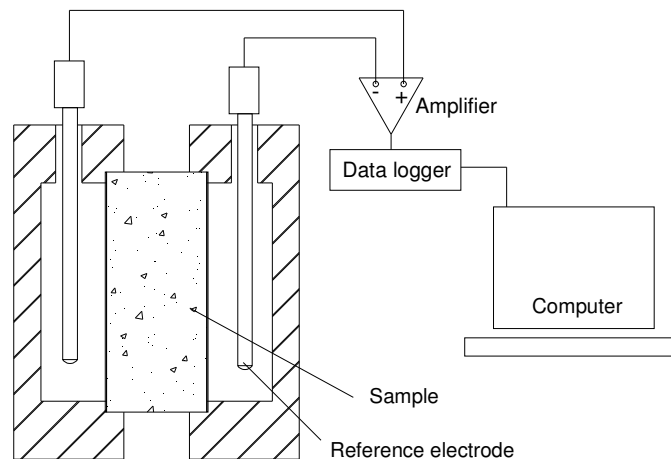 - +
Amplifier
Data logger
Computer
Sample
Reference electrode